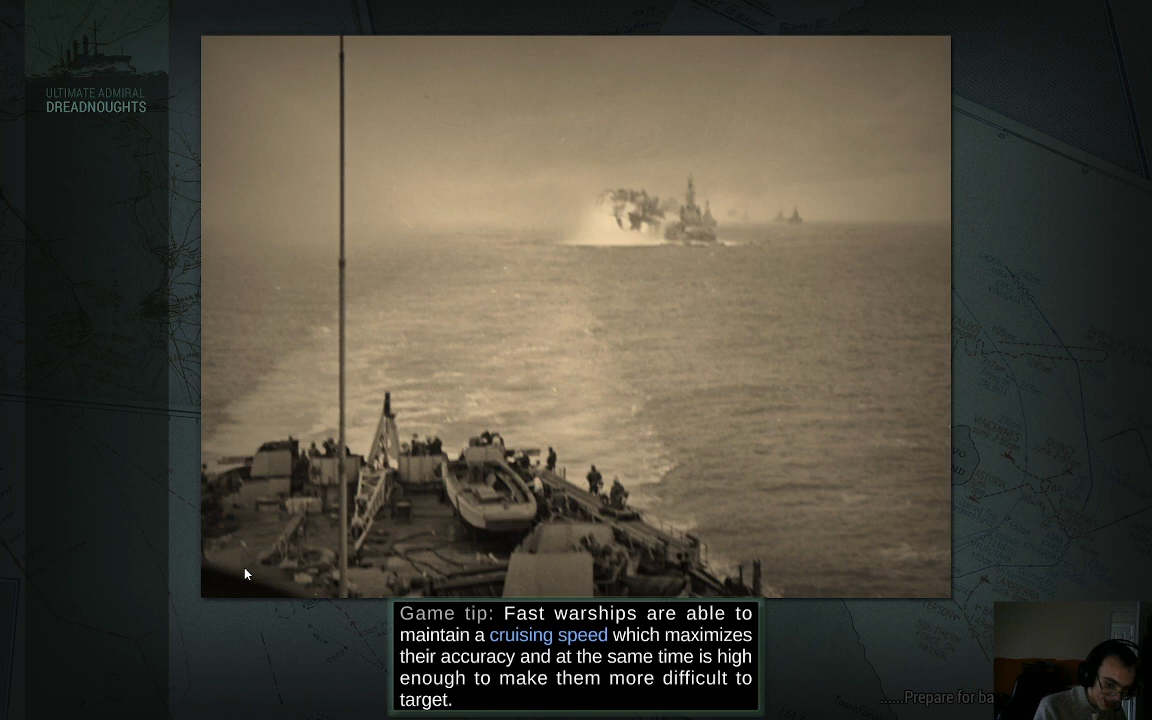 ULTIMATE ADMIRAL
DREADNOUGHTS
Game tip: Fast warships are able to
maintain a cruising speed which maximizes
their accuracy and at the same time is high
enough to make them more difficult to
target.
......Prepare for